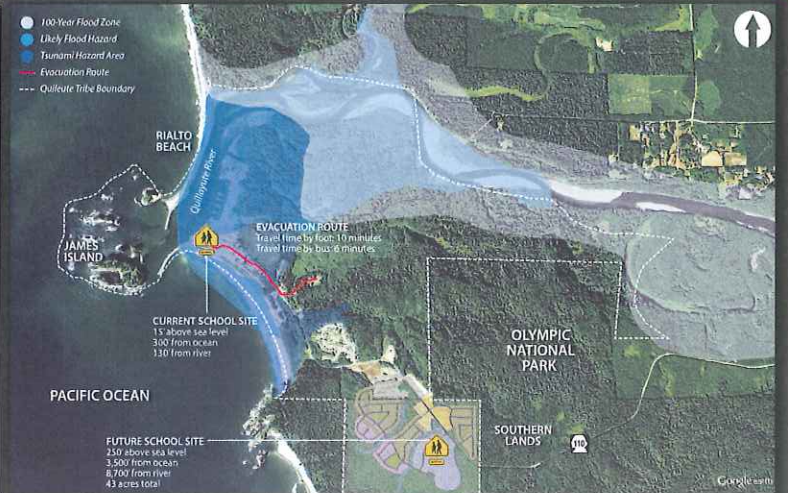 100-Year Flood Zone
Likely Flood Hazard
Tsunami Hazard Area
Evacuation Route
Quileute Tribe Boundary
RIALTO
BEACH
Quillayute River
JAMES
ISLAND
EVACUATION ROUTE
Travel time by foot: 10 minutes
Travel time by bus: 6 minutes
CURRENT SCHOOL SITE
15' above sea level
300' from ocean
130' from river
OLYMPIC
NATIONAL
PARK
PACIFIC OCEAN
FUTURE SCHOOL SITE
250' above sea level
3,500' from ocean
8,700' from river
43 acres total
SOUTHERN
LANDS
110
Google earth